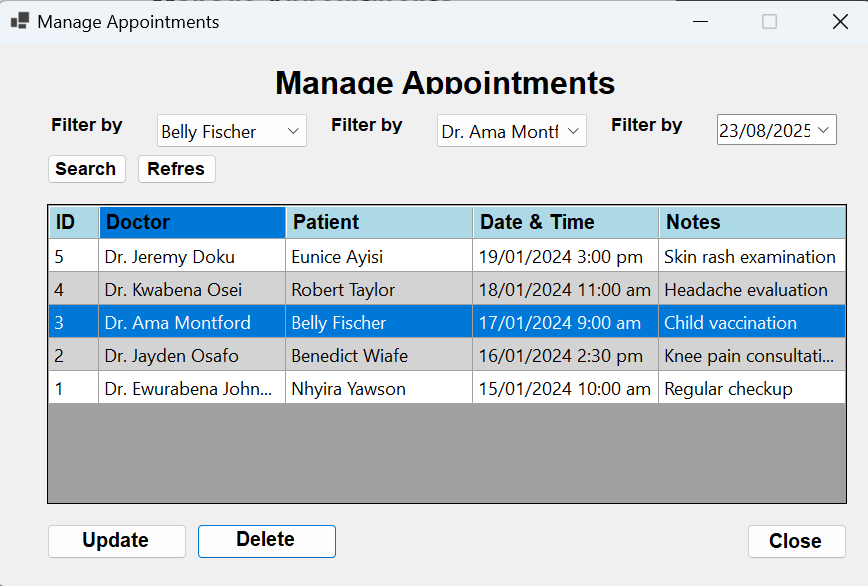 Manage Appointments
Manage Appointments
Filter by Belly Fischer Filter by Dr. Ama Montf Filter by 23/08/2025
Search Refres
ID Doctor Patient Date & Time Notes
5 Dr. Jeremy Doku Eunice Ayisi 19/01/2024 3:00 pm Skin rash examination
4 Dr. Kwabena Osei Robert Taylor 18/01/2024 11:00 am Headache evaluation
3 Dr. Ama Montford Belly Fischer 17/01/2024 9:00 am Child vaccination
2 Dr. Jayden Osafo Benedict Wiafe 16/01/2024 2:30 pm Knee pain consultati...
1 Dr. Ewurabena John... Nhyira Yawson 15/01/2024 10:00 am Regular checkup
Update Delete Close